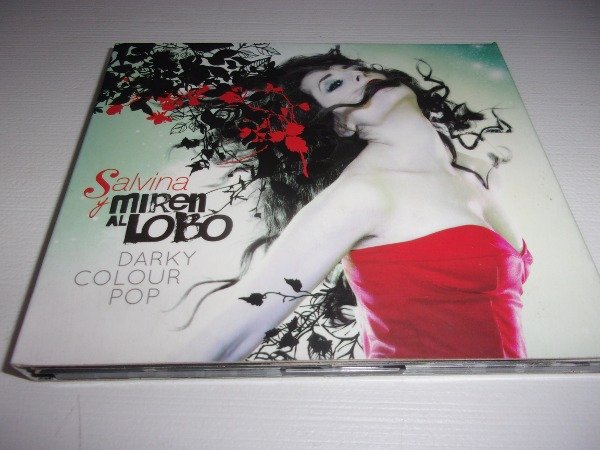 Salvina
y miren
AL LOBO
DARKY
COLOUR
POP